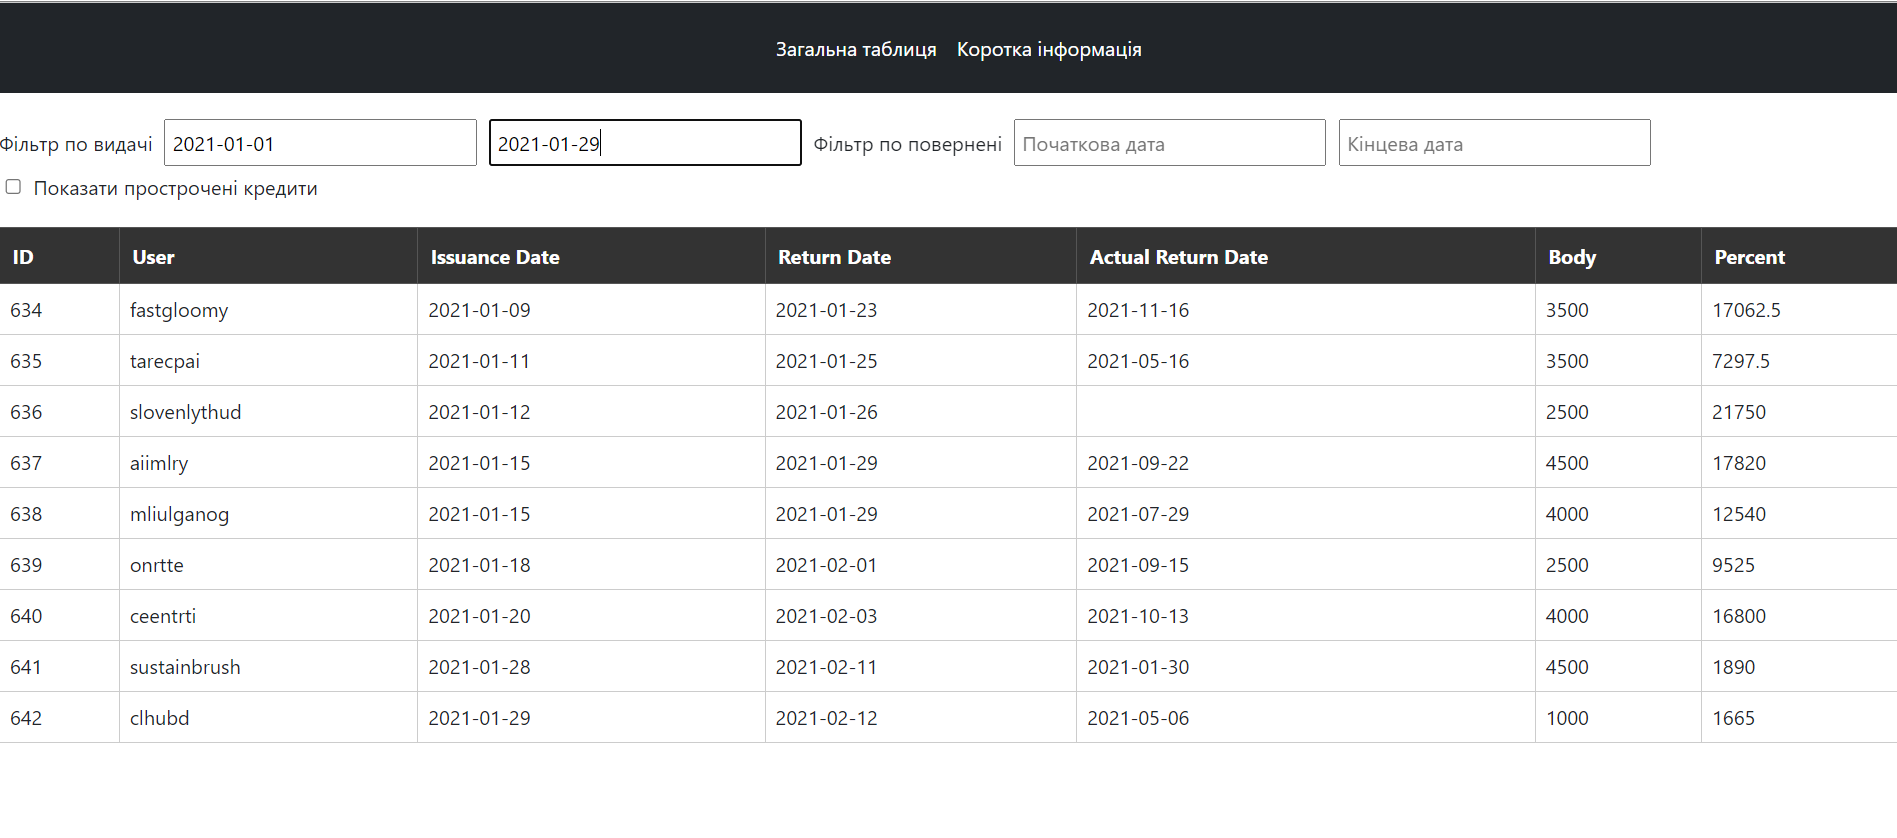 Загальна таблиця Коротка інформація
Фільтр по видачі 2021-01-01 2021-01-29 Фільтр по повернені Початкова дата Кінцева дата
Показати прострочені кредити
ID User Issuance Date Return Date Actual Return Date Body Percent
634 fastgloomy 2021-01-09 2021-01-23 2021-11-16 3500 17062.5
635 tarecpai 2021-01-11 2021-01-25 2021-05-16 3500 7297.5
636 slovenlythud 2021-01-12 2021-01-26 2500 21750
637 aiimlry 2021-01-15 2021-01-29 2021-09-22 4500 17820
638 mliulganog 2021-01-15 2021-01-29 2021-07-29 4000 12540
639 onrtte 2021-01-18 2021-02-01 2021-09-15 2500 9525
640 ceentrti 2021-01-20 2021-02-03 2021-10-13 4000 16800
641 sustainbrush 2021-01-28 2021-02-11 2021-01-30 4500 1890
642 clhubd 2021-01-29 2021-02-12 2021-05-06 1000 1665